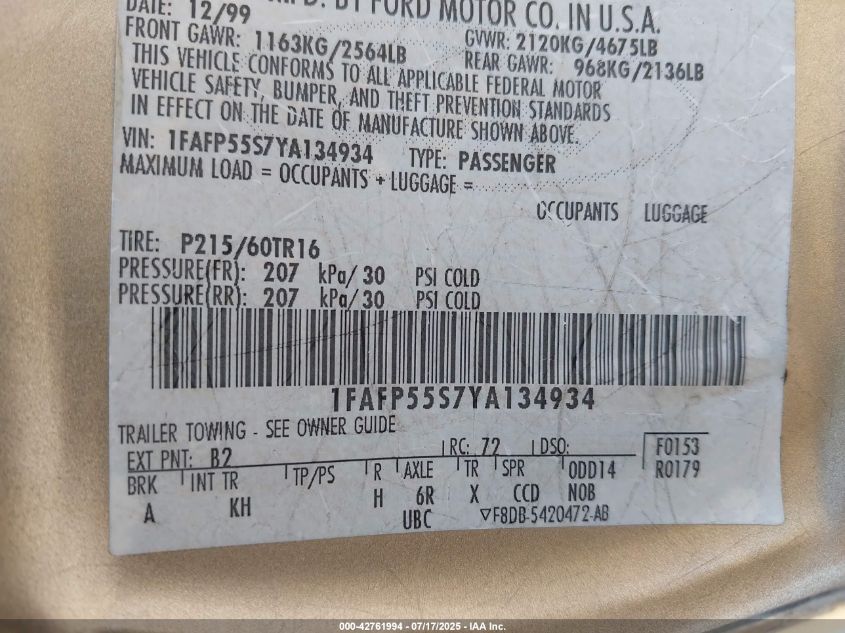 DATE: 12/99
BY FORD MOTOR CO. IN U.S.A.
FRONT GAWR: 1163KG/2564LB
GVWR: 2120KG/4675LB
REAR GAWR: 968KG/2136LB
THIS VEHICLE CONFORMS TO ALL APPLICABLE FEDERAL MOTOR
VEHICLE SAFETY, BUMPER, AND THEFT PREVENTION STANDARDS
IN EFFECT ON THE DATE OF MANUFACTURE SHOWN ABOVE.
VIN: 1FAFP55S7YA134934 TYPE: PASSENGER
MAXIMUM LOAD = OCCUPANTS + LUGGAGE =
OCCUPANTS LUGGAGE
TIRE: P215/60TR16
PRESSURE(FR): 207 kPa/30 PSI COLD
PRESSURE(RR): 207 kPa/30 PSI COLD
1FAFP55S7YA134934
TRAILER TOWING - SEE OWNER GUIDE
EXT PNT: B2 RC: 72 DSO: F0153
BRK INT TR TP/PS R AXLE TR SPR ODD14 R0179
A KH H 6R X CCD NOB
UBC ▽F8DB-5420472-AB
000-42761994 | 07/17/2025 - IAA Inc.